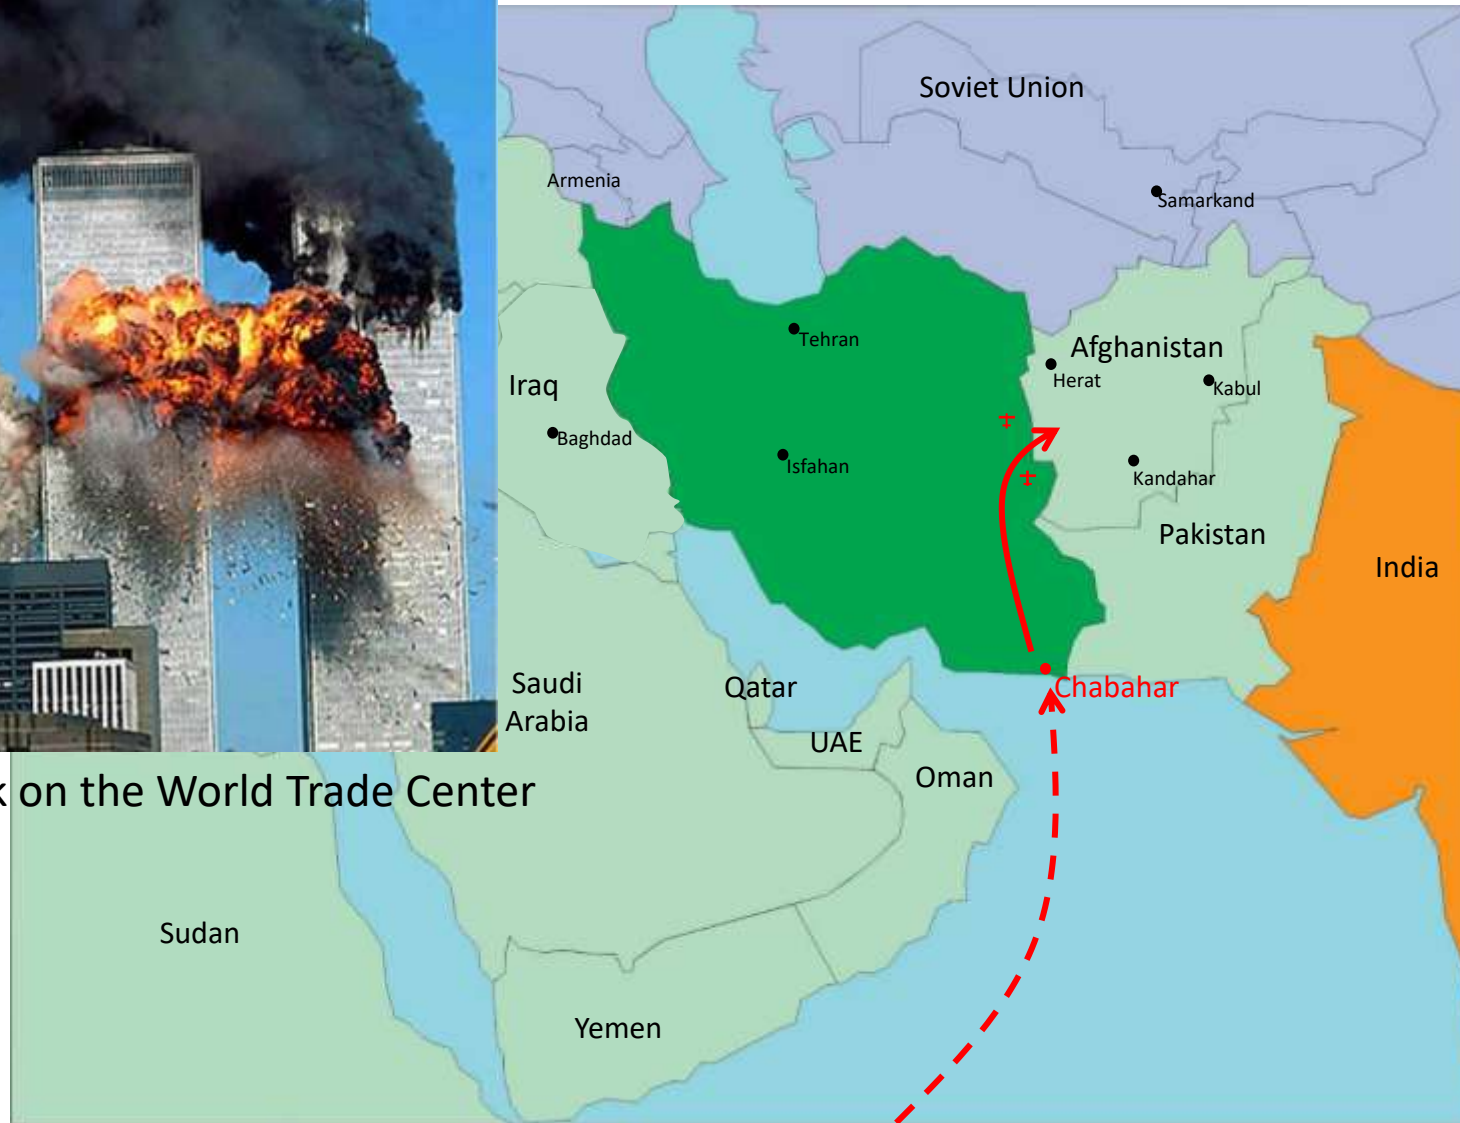 Soviet Union
Armenia
Samarkand
Tehran
Afghanistan
Herat
Kabul
Iraq
Baghdad
Isfahan
Kandahar
Pakistan
India
Saudi
Arabia
Qatar
Chabahar
UAE
Oman
on the World Trade Center
Sudan
Yemen